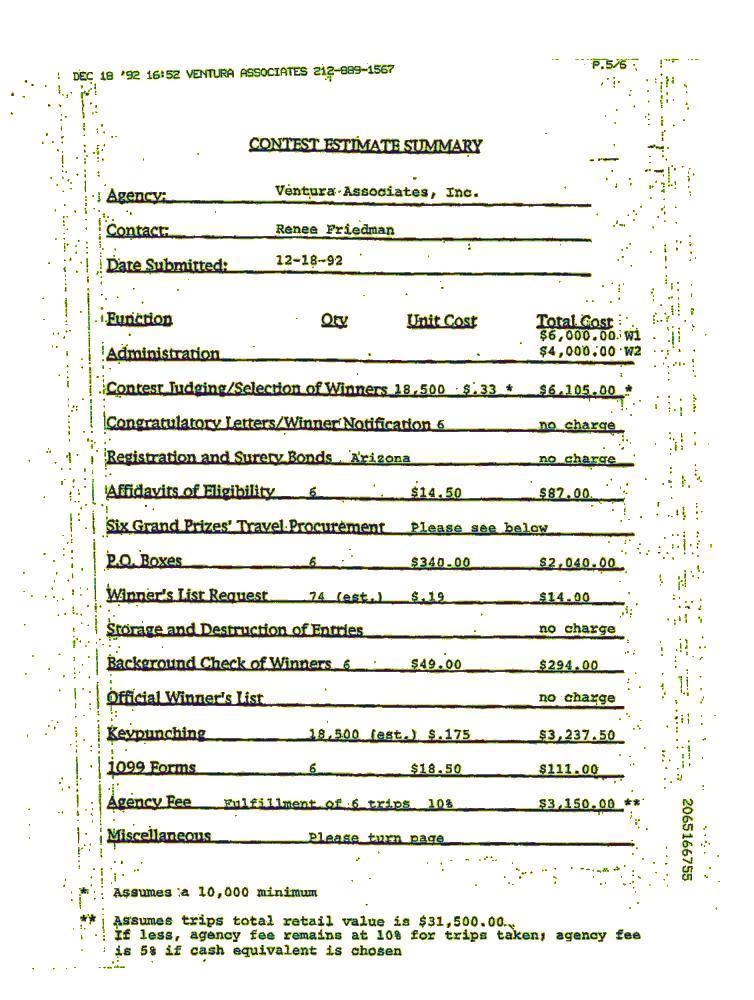 DEC 18 '92 16:52 VENTURA ASSOCIATES 212-889-1567 P.5/6
CONTEST ESTIMATE SUMMARY
Agency: Ventura Associates, Inc.
Contact: Renee Friedman
Date Submitted: 12-18-92
Function Qty Unit Cost Total Cost
$6,000.00 W1
Administration $4,000.00 W2
Contest Judging/Selection of Winners 18,500 $.33 * $6,105.00 *
Congratulatory Letters/Winner Notification 6 no charge
Registration and Surety Bonds Arizona no charge
Affidavits of Eligibility 6 $14.50 $87.00
Six Grand Prizes' Travel Procurement Please see below
P.O. Boxes 6 $340.00 $2,040.00
Winner's List Request 74 (est.) $.19 $14.00
Storage and Destruction of Entries no charge
Background Check of Winners 6 $49.00 $294.00
Official Winner's List no charge
Keypunching 18,500 (est.) $.175 $3,237.50
1099 Forms 6 $18.50 $111.00
Agency Fee Fulfillment of 6 trips 10% $3,150.00 **
Miscellaneous Please turn page
* Assumes a 10,000 minimum
** Assumes trips total retail value is $31,500.00.
If less, agency fee remains at 10% for trips taken; agency fee
is 5% if cash equivalent is chosen
2065166755